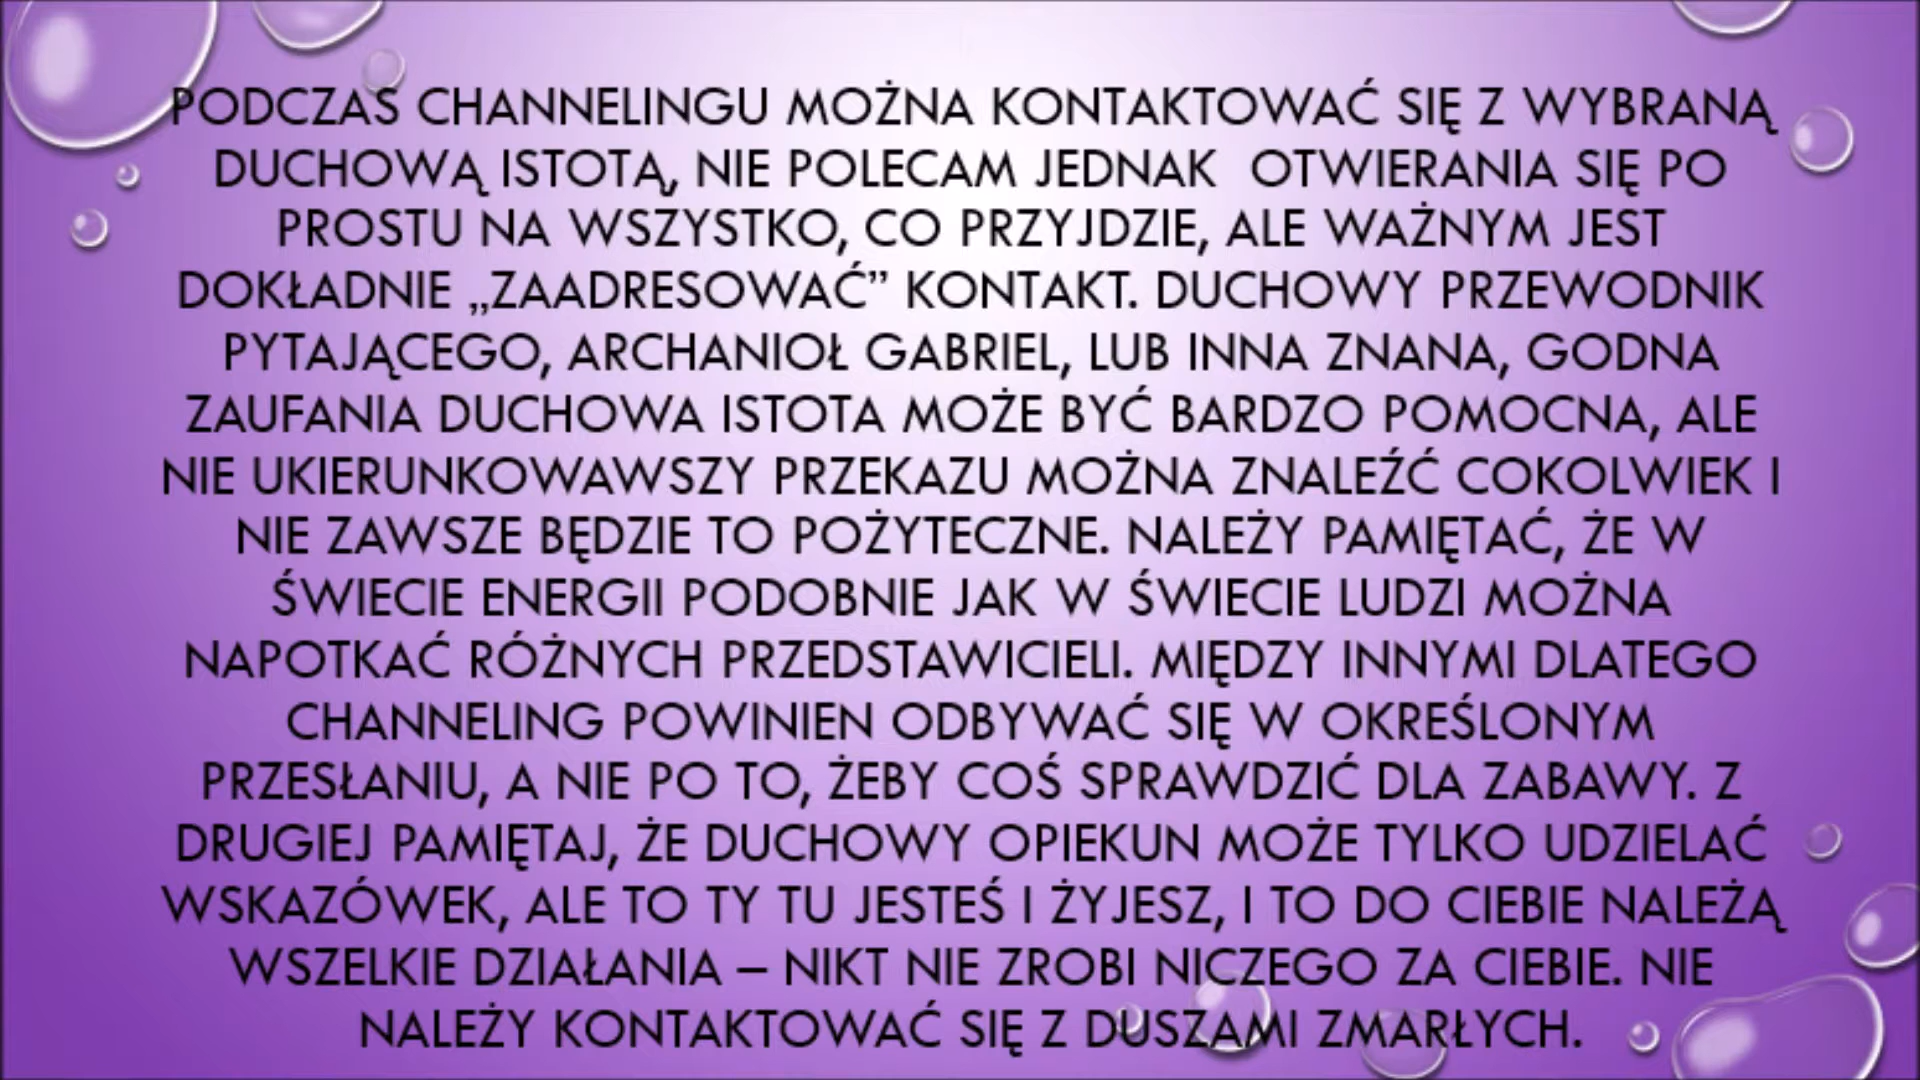 PODCZAS CHANNELINGU MOŻNA KONTAKTOWAĆ SIĘ Z WYBRANĄ
DUCHOWĄ ISTOTĄ, NIE POLECAM JEDNAK OTWIERANIA SIĘ PO
PROSTU NA WSZYSTKO, CO PRZYJDZIE, ALE WAŻNYM JEST
DOKŁADNIE „ZAADRESOWAĆ” KONTAKT. DUCHOWY PRZEWODNIK
PYTAJĄCEGO, ARCHANIOŁ GABRIEL, LUB INNA ZNANA, GODNA
ZAUFANIA DUCHOWA ISTOTA MOŻE BYĆ BARDZO POMOCNA, ALE
NIE UKIERUNKOWAWSZY PRZEKAZU MOŻNA ZNALEŹĆ COKOLWIEK I
NIE ZAWSZE BĘDZIE TO POŻYTECZNE. NALEŻY PAMIĘTAĆ, ŻE W
ŚWIECIE ENERGII PODOBNIE JAK W ŚWIECIE LUDZI MOŻNA
NAPOTKAĆ RÓŻNYCH PRZEDSTAWICIELI. MIĘDZY INNYMI DLATEGO
CHANNELING POWINIEN ODBYWAĆ SIĘ W OKREŚLONYM
PRZESŁANIU, A NIE PO TO, ŻEBY COŚ SPRAWDZIĆ DLA ZABAWY. Z
DRUGIEJ PAMIĘTAJ, ŻE DUCHOWY OPIEKUN MOŻE TYLKO UDZIELAĆ
WSKAZÓWEK, ALE TO TY TU JESTEŚ I ŻYJESZ, I TO DO CIEBIE NALEŻĄ
WSZELKIE DZIAŁANIA – NIKT NIE ZROBI NICZEGO ZA CIEBIE. NIE
NALEŻY KONTAKTOWAĆ SIĘ Z DUSZAMI ZMARŁYCH.